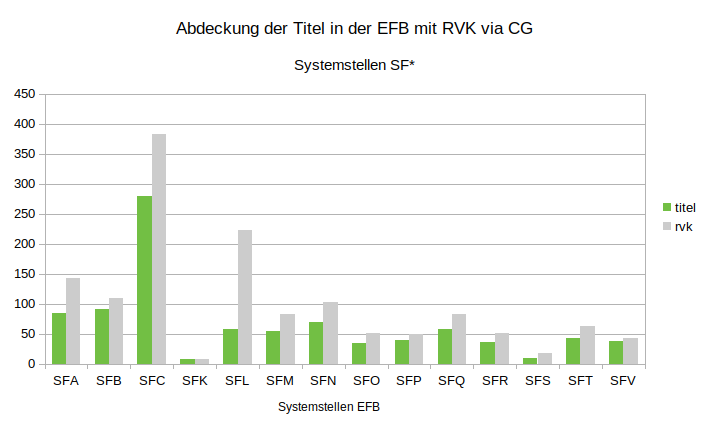 Abdeckung der Titel in der EFB mit RVK via CG
Systemstellen SF*
450
400
350
300
250
200
150
100
50
0
titel
rvk
SFA SFB SFC SFK SFL SFM SFN SFO SFP SFQ SFR SFS SFT SFV
Systemstellen EFB